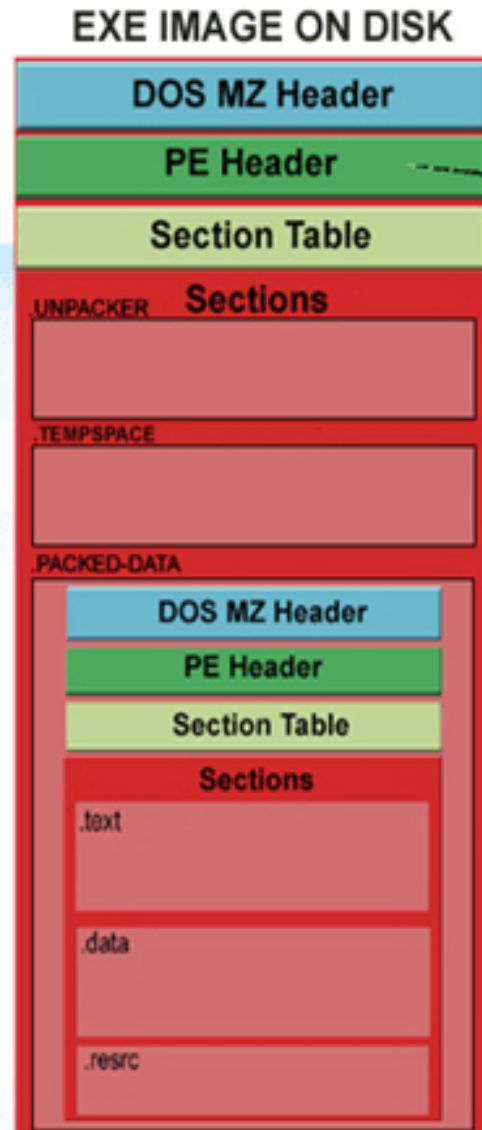 EXE IMAGE ON DISK
DOS MZ Header
PE Header
Section Table
.UNPACKER Sections
.TEMPSPACE
.PACKED-DATA
DOS MZ Header
PE Header
Section Table
Sections
.text
.data
.resrc